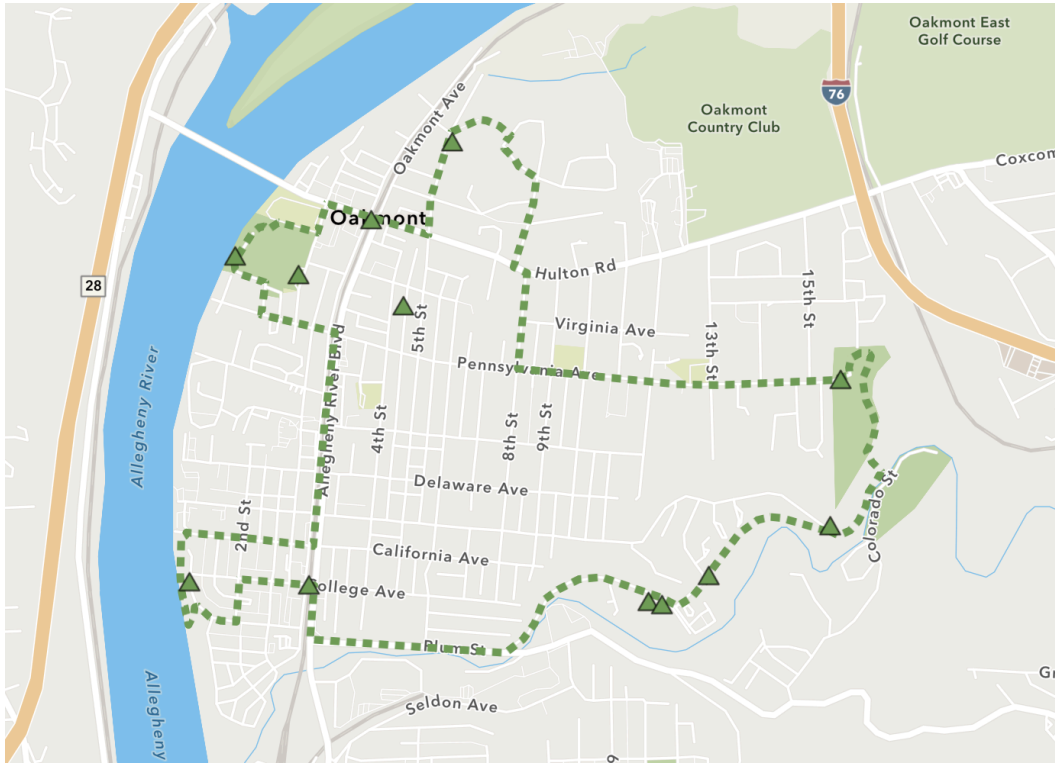 Oakmont East
Golf Course
76
Oakmont
Country Club
Oakmont Ave
Coxcom
Oakmont
Hulton Rd
28
15th St
5th St
Virginia Ave
13th St
Allegheny River Blvd
Pennsylvania Ave
Allegheny River
4th St
8th St
9th St
Delaware Ave
2nd St
Colorado St
California Ave
College Ave
Plum St
Allegheny
Gr
Seldon Ave